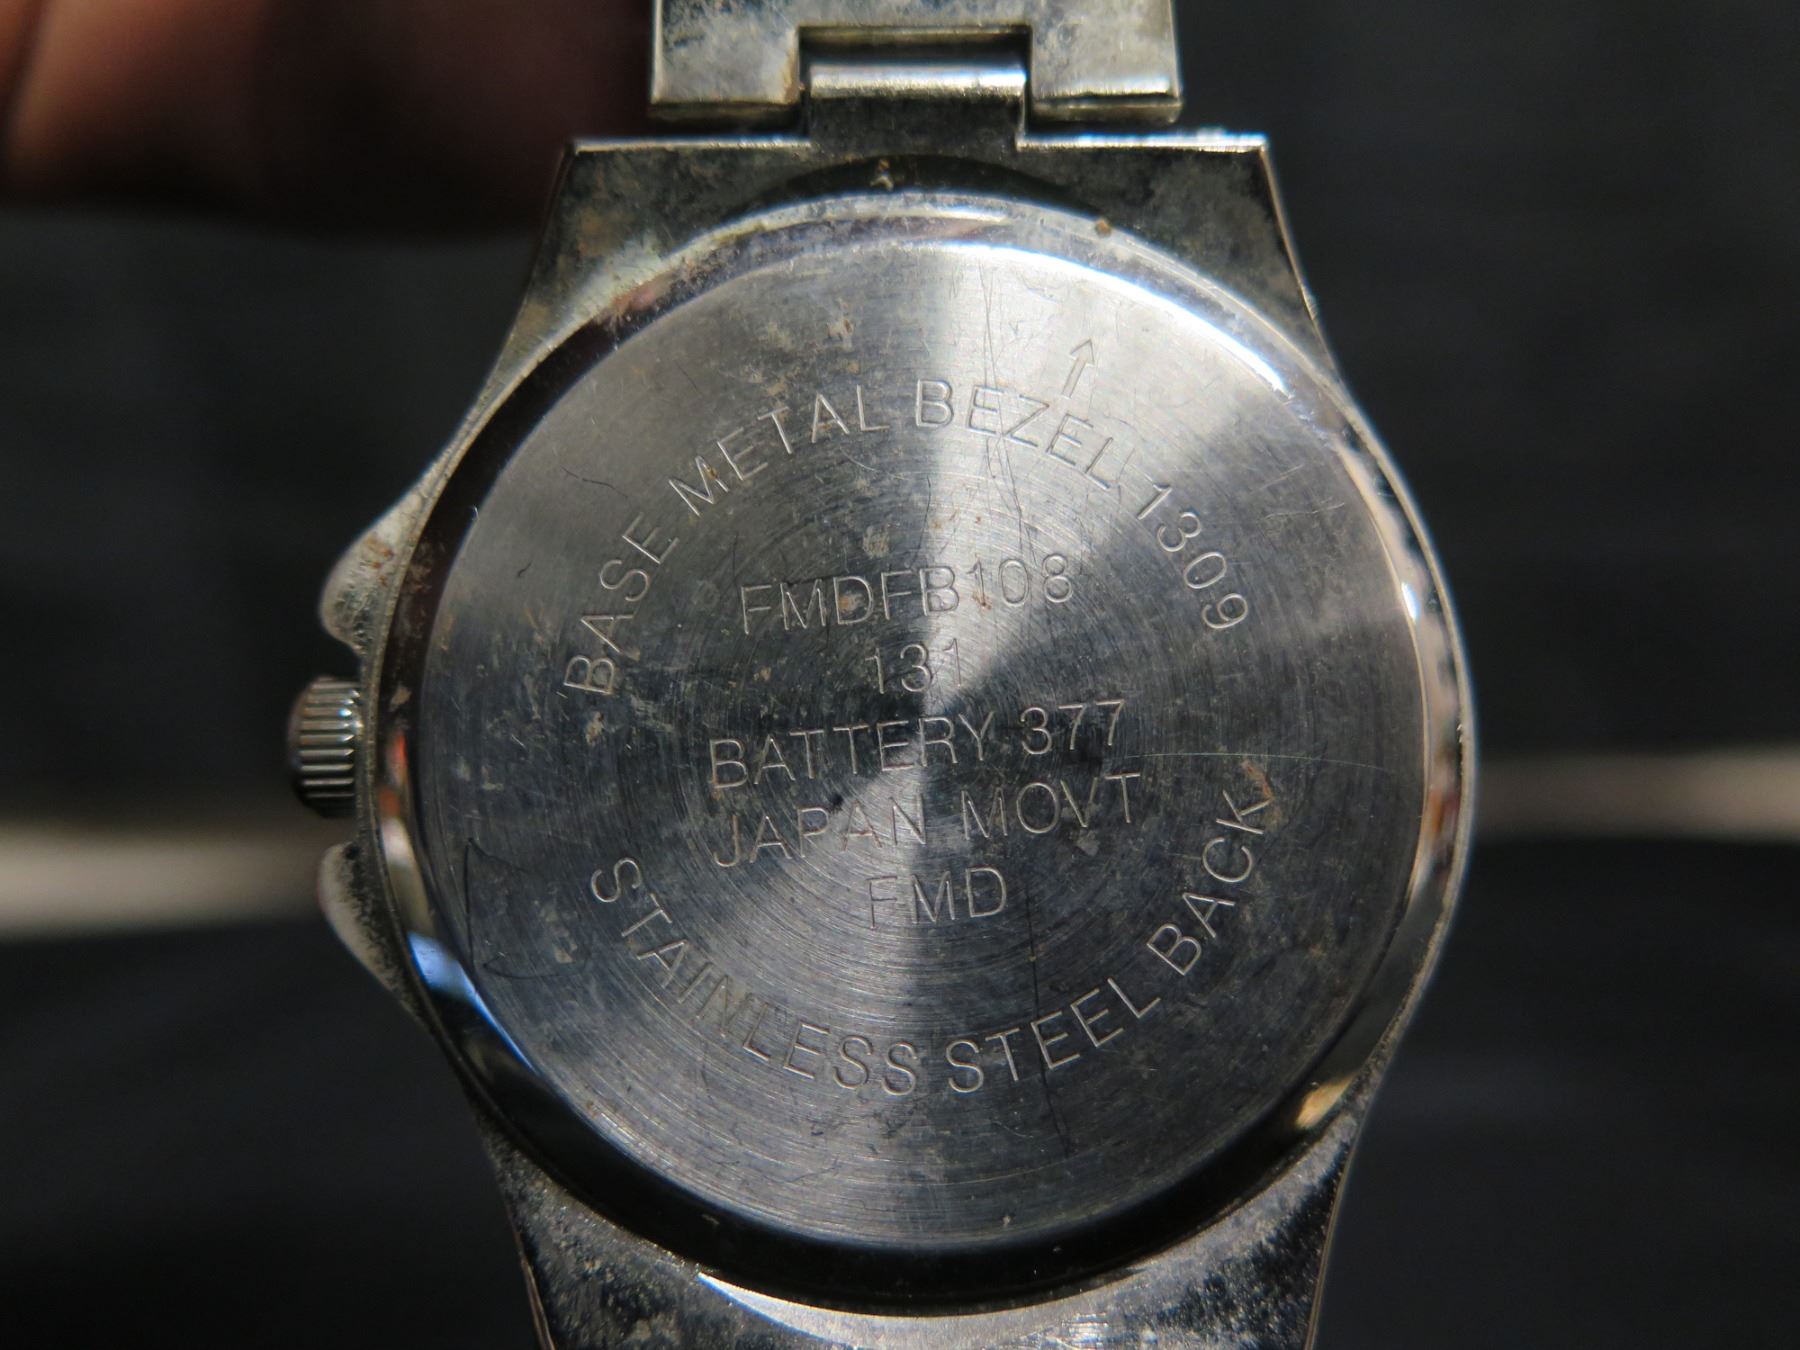 BASE METAL BEZEL 1309
FMDFB108
131
BATTERY 377
JAPAN MOVT
FMD
STAINLESS STEEL BACK